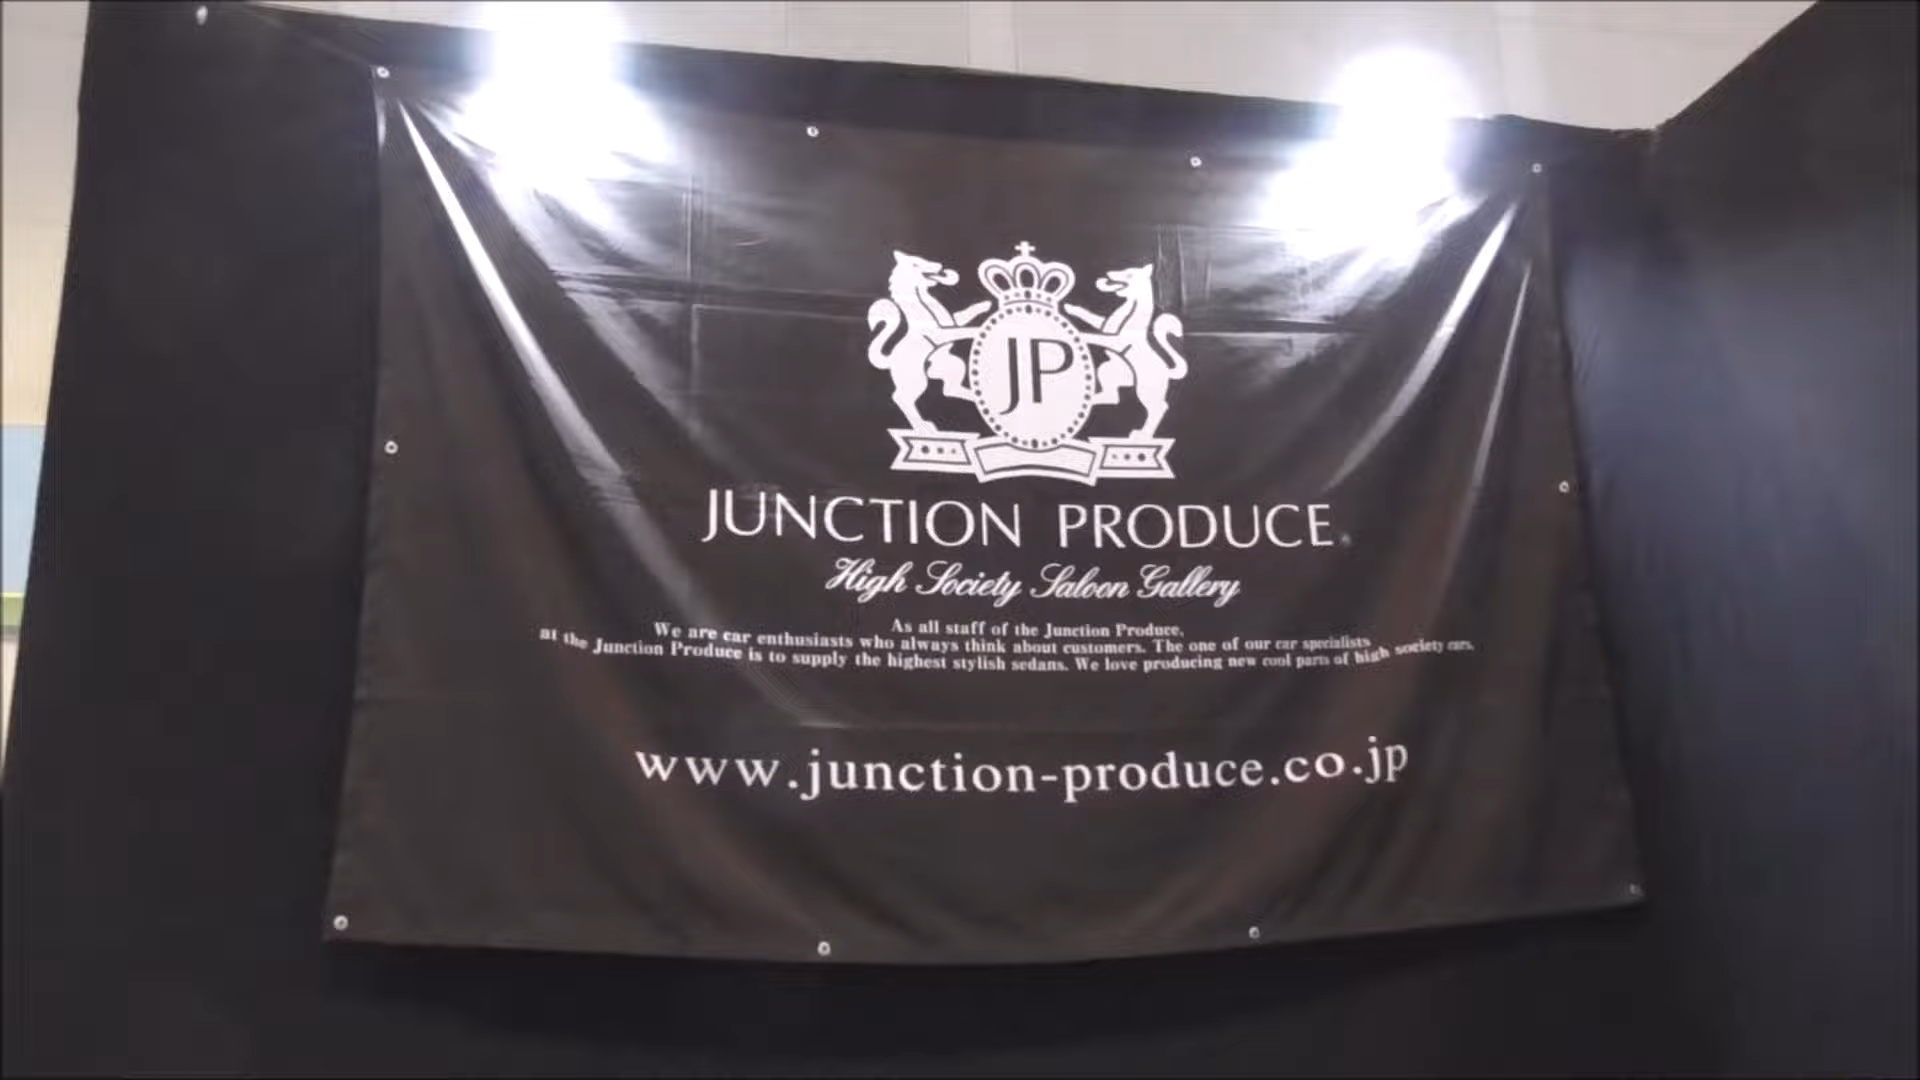 JP
JUNCTION PRODUCE®
High Society Saloon Gallery
As all staff of the Junction Produce,
We are car enthusiasts who always think about customers. The one of our car specialists
at the Junction Produce is to supply the highest stylish sedans. We love producing new cool parts of high society cars.
www.junction-produce.co.jp